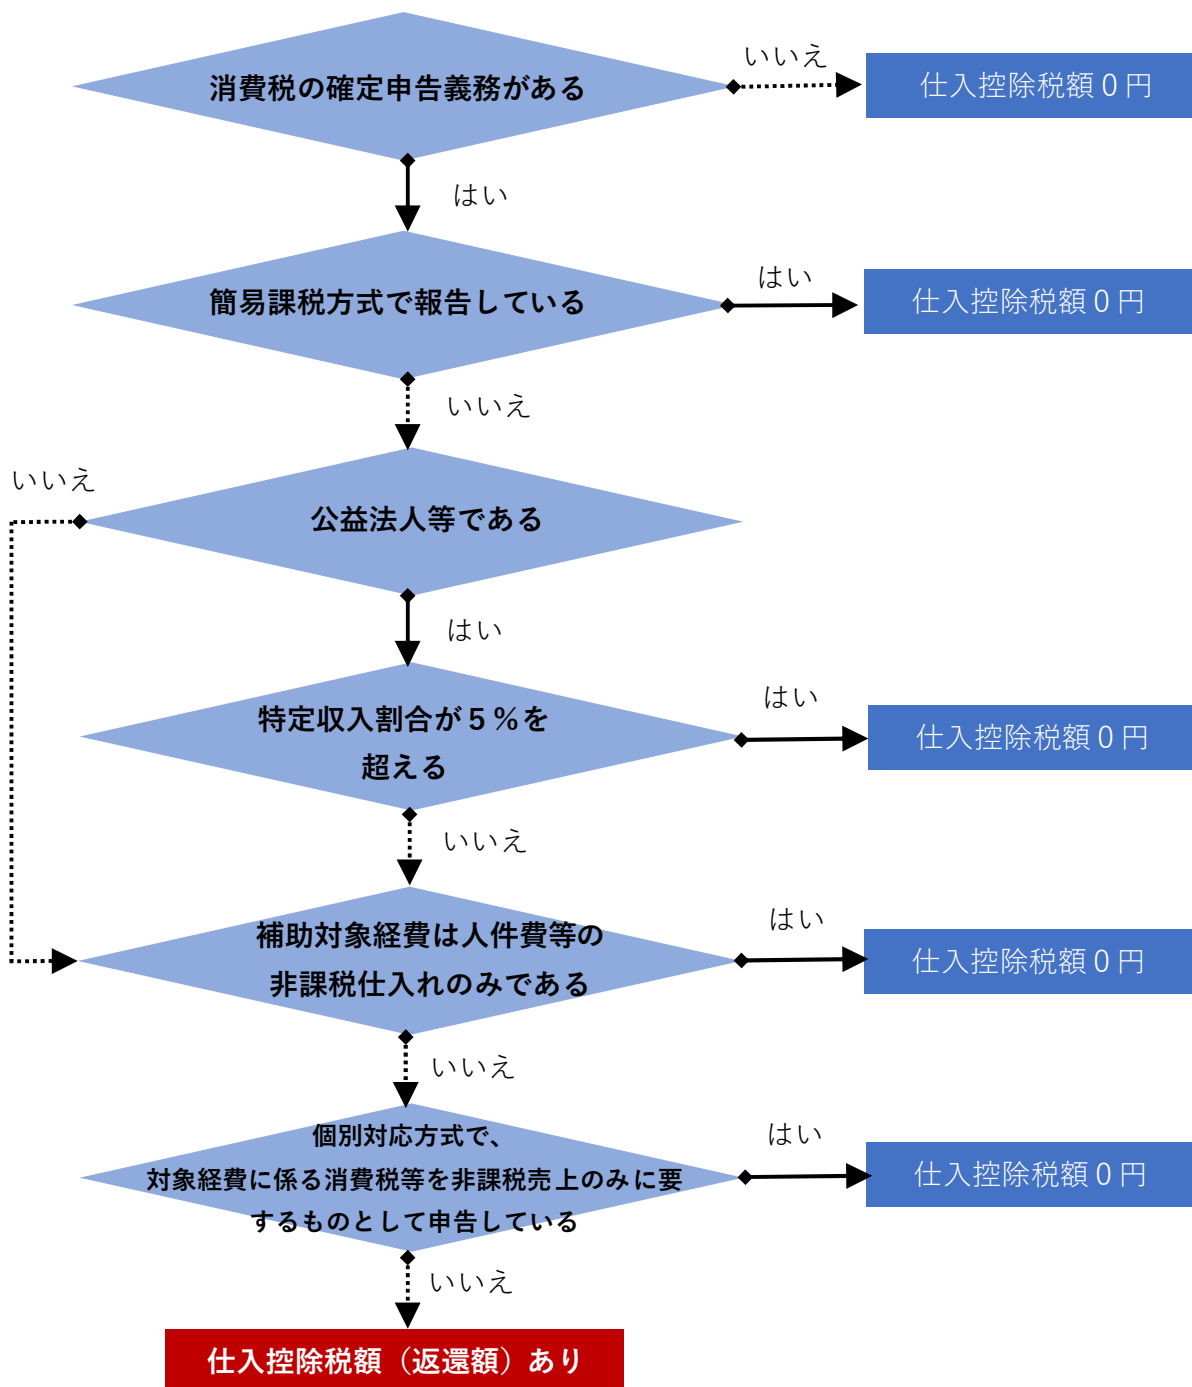 消費税の確定申告義務がある
いいえ
仕入控除税額０円
はい
簡易課税方式で報告している
はい
仕入控除税額０円
いいえ
公益法人等である
いいえ
はい
特定収入割合が５％を
超える
はい
仕入控除税額０円
いいえ
補助対象経費は人件費等の
非課税仕入れのみである
はい
仕入控除税額０円
いいえ
個別対応方式で、
対象経費に係る消費税等を非課税売上のみに要
するものとして申告している
はい
仕入控除税額０円
いいえ
仕入控除税額（返還額）あり